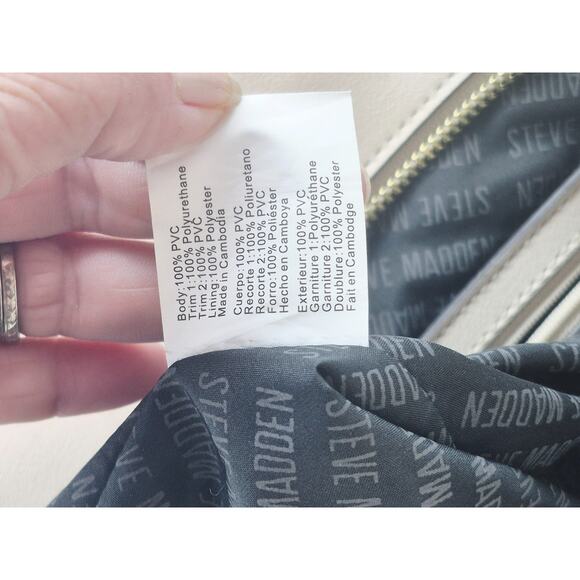 Body:100% PVC
Trim 1:100% Polyurethane
Trim 2:100% PVC
Lining:100% Polyester
Made in Cambodia
Cuerpo:100% PVC
Recorte 1:100% Poliuretano
Recorte 2:100% PVC
Forro:100% Poliéster
Hecho en Camboya
Exterieur:100% PVC
Garniture 1:Polyuréthane
Garniture 2:100% PVC
Doublure:100% Polyester
Fait en Cambodge
MADDEN
STEVE
MADDEN
STEVE
MADDEN
STEVE
MADDEN
STEVE
MADDEN
MADDEN
STEVE